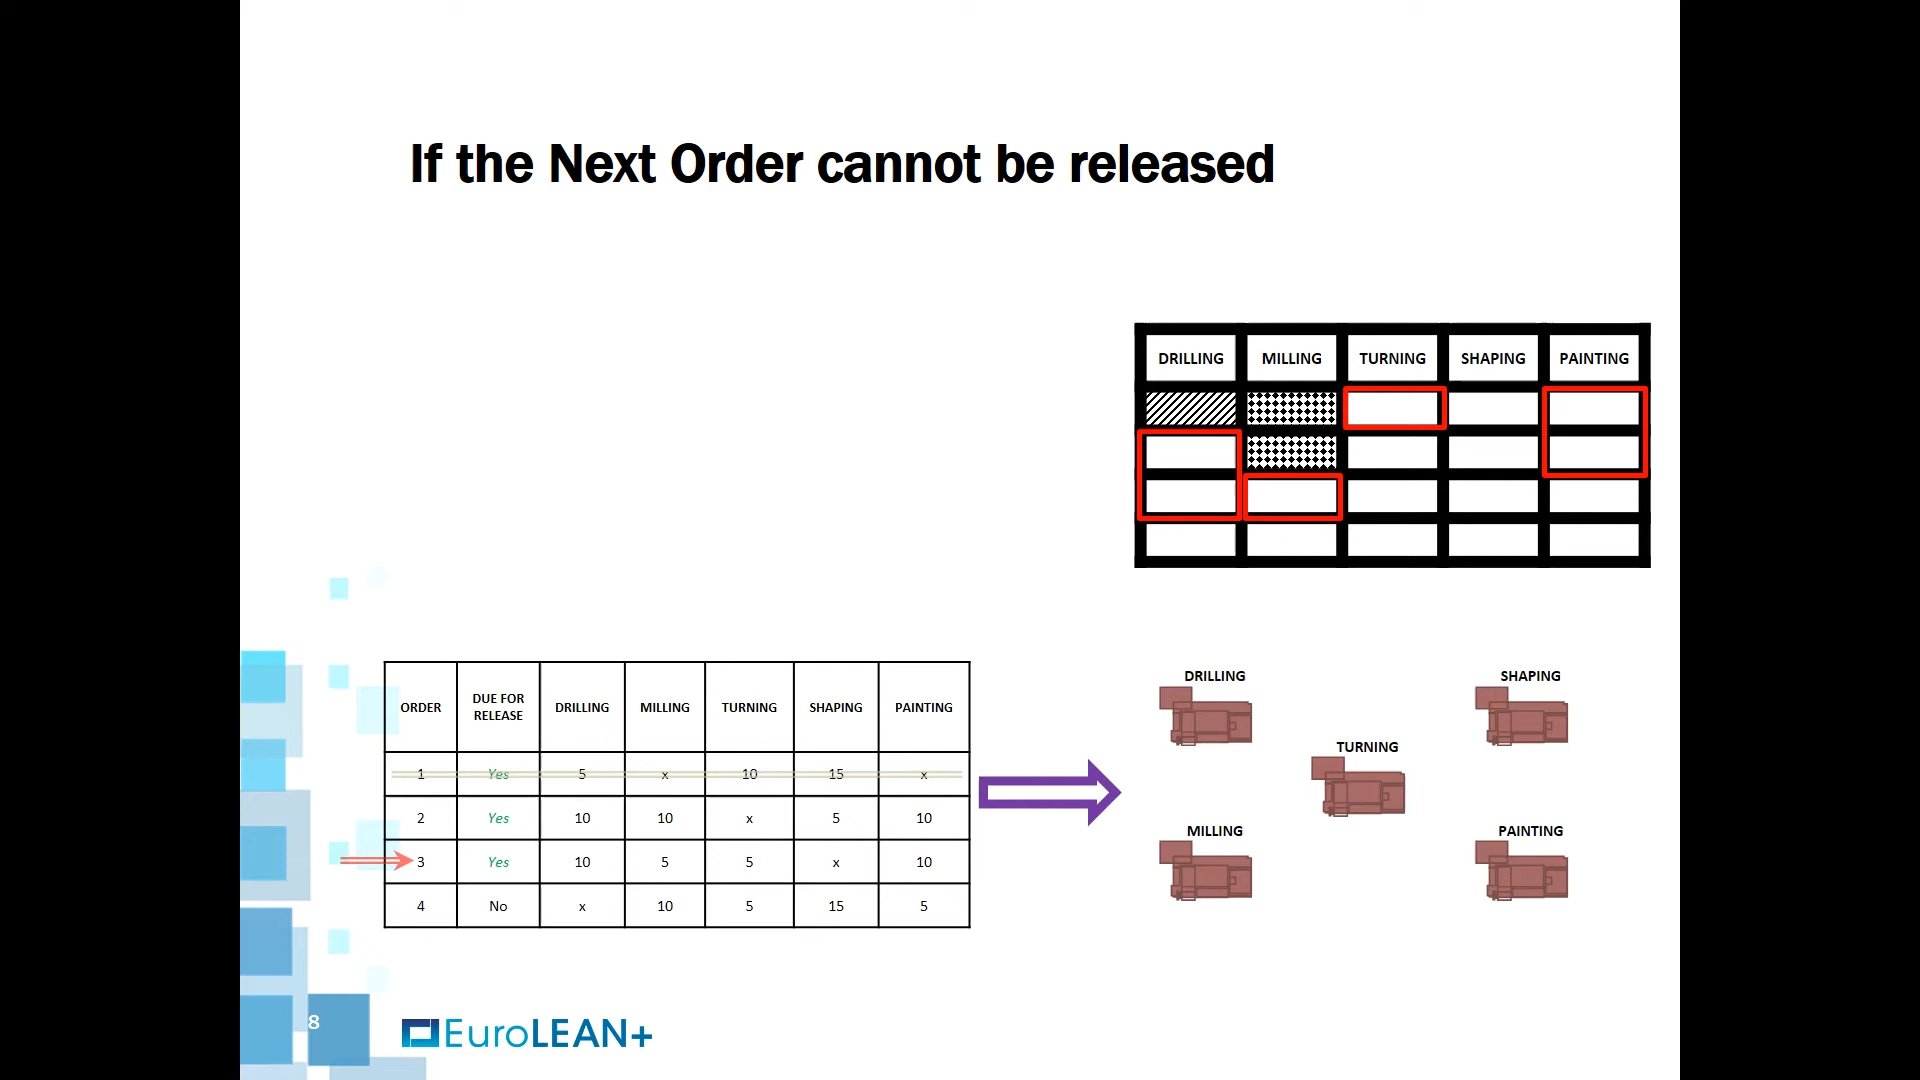 If the Next Order cannot be released
DRILLING MILLING TURNING SHAPING PAINTING
ORDER DUE FOR RELEASE DRILLING MILLING TURNING SHAPING PAINTING
1 Yes 5 x 10 15 x
2 Yes 10 10 x 5 10
3 Yes 10 5 5 x 10
4 No x 10 5 15 5
DRILLING
SHAPING
TURNING
MILLING
PAINTING
8
EuroLEAN+